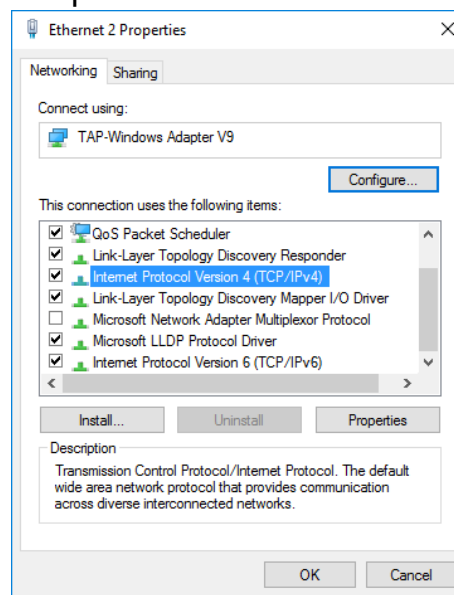 Ethernet 2 Properties
Networking
Sharing
Connect using:
TAP-Windows Adapter V9
Configure...
This connection uses the following items:
QoS Packet Scheduler
Link-Layer Topology Discovery Responder
Internet Protocol Version 4 (TCP/IPv4)
Link-Layer Topology Discovery Mapper I/O Driver
Microsoft Network Adapter Multiplexor Protocol
Microsoft LLDP Protocol Driver
Internet Protocol Version 6 (TCP/IPv6)
Install...
Uninstall
Properties
Description
Transmission Control Protocol/Internet Protocol. The default
wide area network protocol that provides communication
across diverse interconnected networks.
OK
Cancel